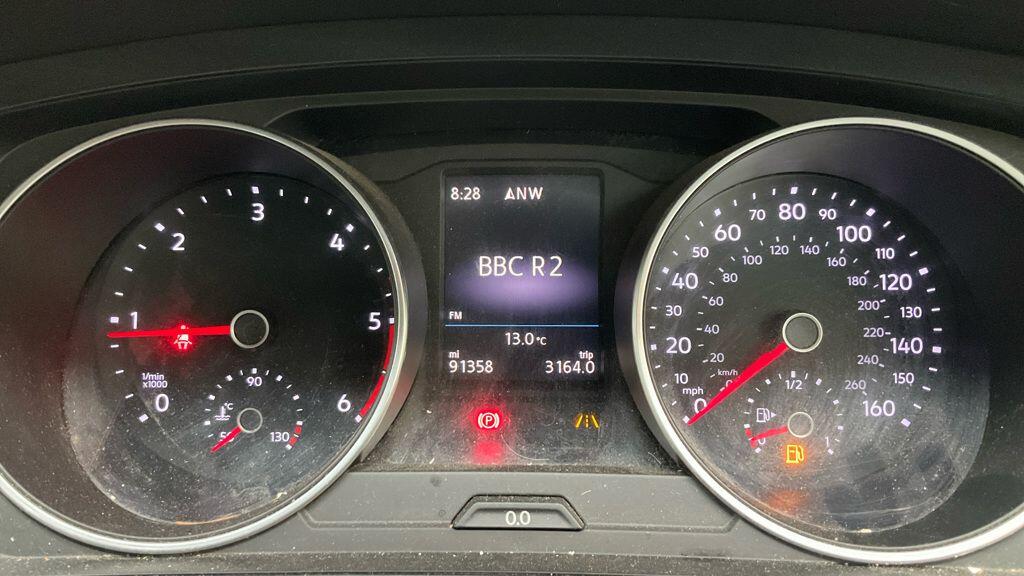 8:28 NW
BBC R2
FM
13.0 °C
mi trip
91358 3164.0
0 1 2 3 4 5 6
1/min
x1000
90
°C
130
0 10 20 30 40 50 60 70 80 90 100 110 120 130 140 150 160
mph
20 40 60 80 100 120 140 160 180 200 220 240 260
km/h
1/2
0 1
P
0.0